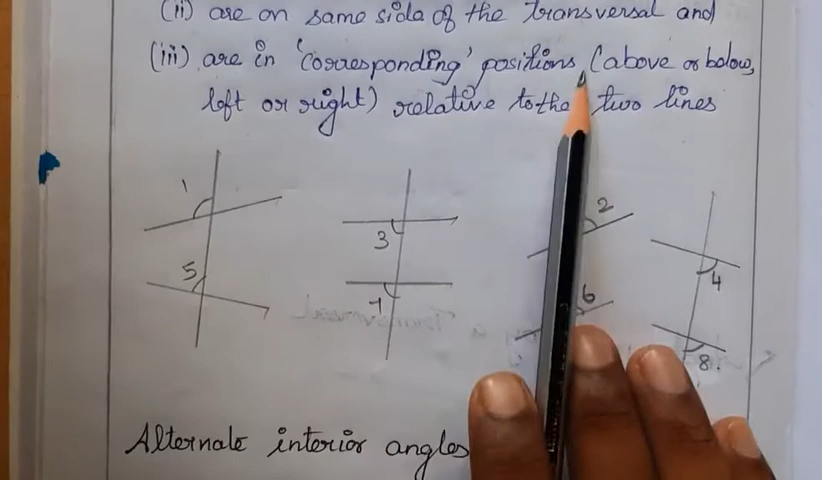 (ii) are on same side of the transversal and
(iii) are in 'corresponding' positions (above or below,
left or right) relative to the two lines
1
5
3
7
2
6
4
8.
Alternate interior angles